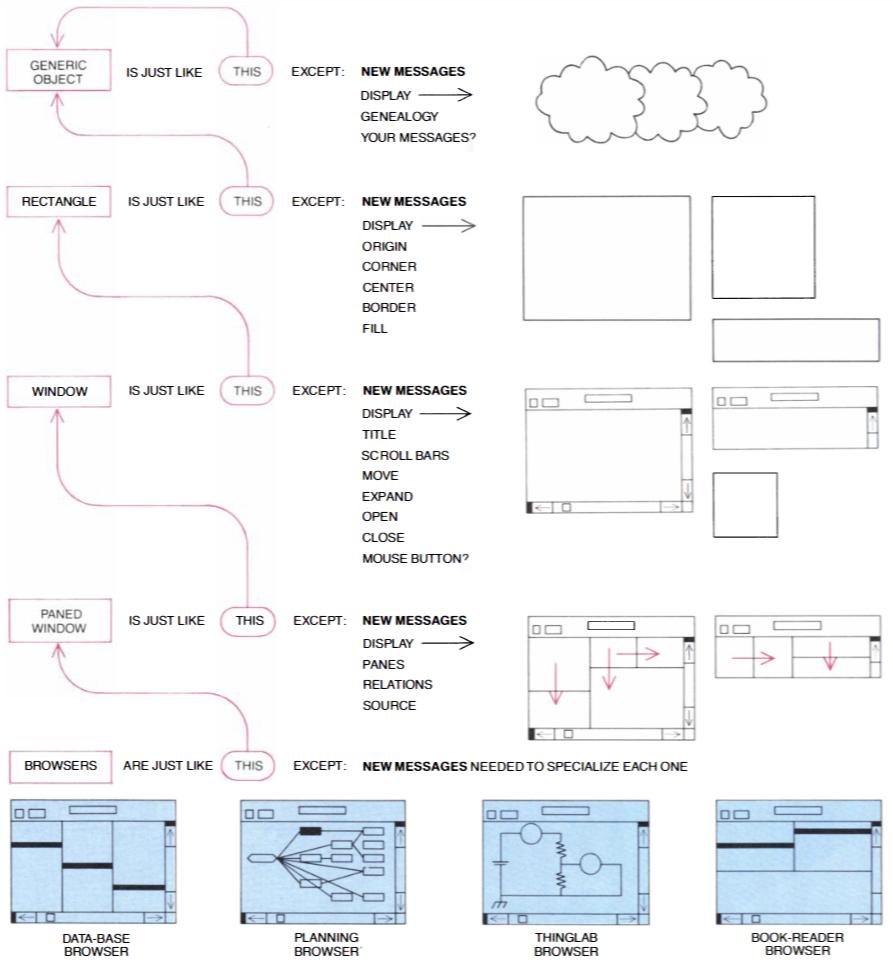 GENERIC
OBJECT
IS JUST LIKE THIS EXCEPT: NEW MESSAGES
DISPLAY
GENEALOGY
YOUR MESSAGES?
RECTANGLE IS JUST LIKE THIS EXCEPT: NEW MESSAGES
DISPLAY
ORIGIN
CORNER
CENTER
BORDER
FILL
WINDOW IS JUST LIKE THIS EXCEPT: NEW MESSAGES
DISPLAY
TITLE
SCROLL BARS
MOVE
EXPAND
OPEN
CLOSE
MOUSE BUTTON?
PANED
WINDOW
IS JUST LIKE THIS EXCEPT: NEW MESSAGES
DISPLAY
PANES
RELATIONS
SOURCE
BROWSERS ARE JUST LIKE THIS EXCEPT: NEW MESSAGES NEEDED TO SPECIALIZE EACH ONE
DATA-BASE
BROWSER
PLANNING
BROWSER
THINGLAB
BROWSER
BOOK-READER
BROWSER